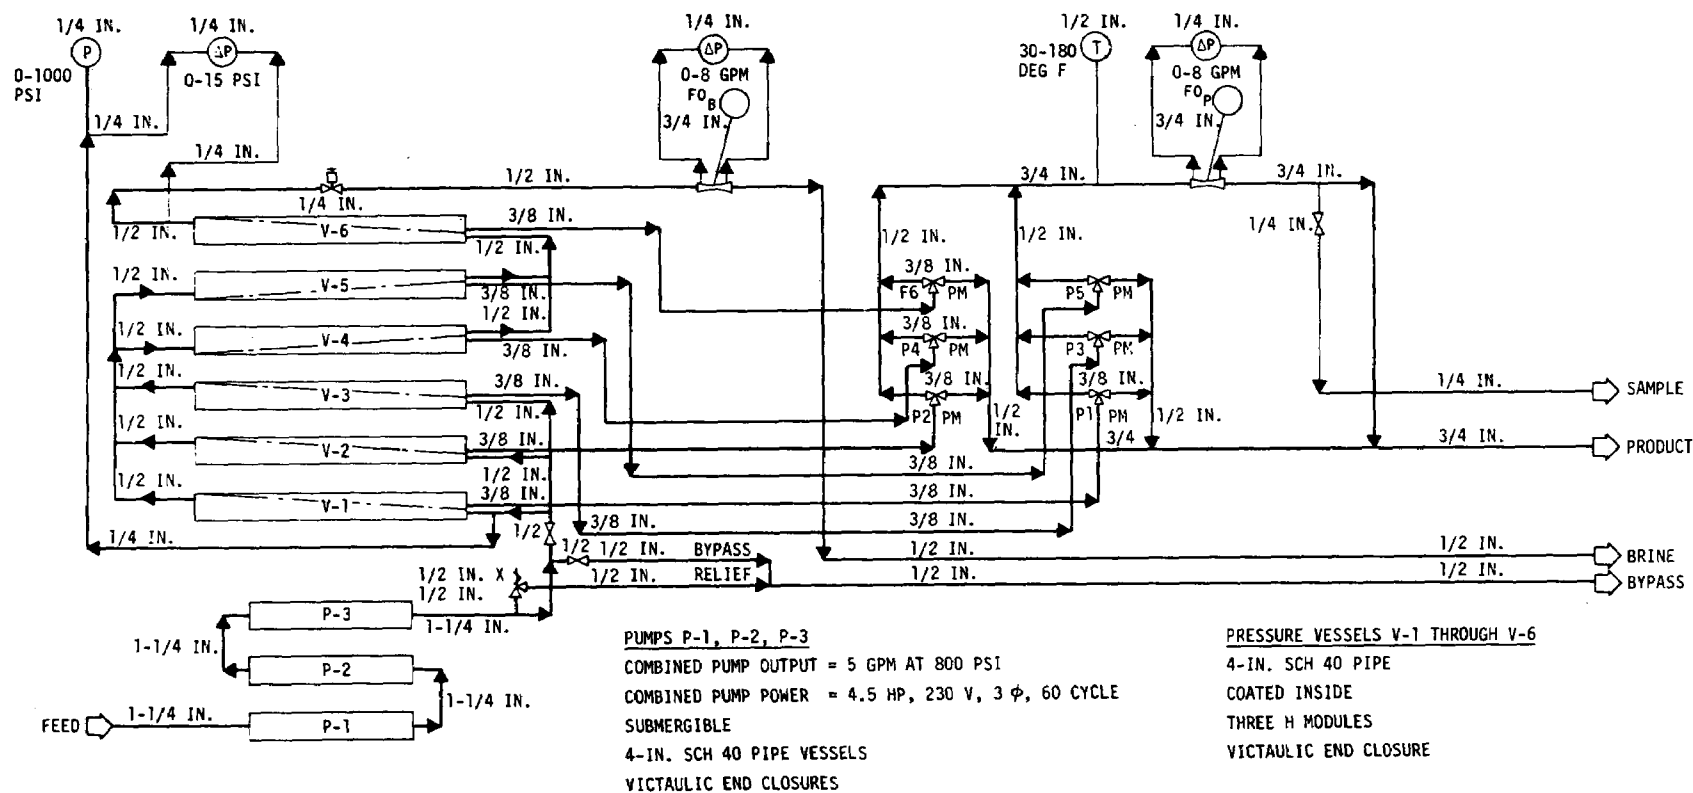 1/4 IN.
1/4 IN.
1/4 IN.
1/2 IN.
1/4 IN.
P
ΔP
ΔP
30-180
DEG F
T
ΔP
0-1000
PSI
0-15 PSI
0-8 GPM
0-8 GPM
FO B
FO P
1/4 IN.
3/4 IN.
3/4 IN.
1/4 IN.
1/2 IN.
3/4 IN.
3/4 IN.
1/4 IN.
1/2 IN.
V-6
3/8 IN.
1/2 IN.
1/2 IN.
1/2 IN.
1/4 IN.
1/2 IN.
V-5
3/8 IN.
1/2 IN.
3/8 IN.
F6
PM
P5
PM
1/2 IN.
V-4
3/8 IN.
3/8 IN.
P4
PM
P3
PM
1/2 IN.
V-3
3/8 IN.
1/2 IN.
3/8 IN.
P2
PM
3/8 IN.
P1
PM
1/4 IN.
SAMPLE
1/2 IN.
V-2
3/8 IN.
1/2 IN.
1/2
IN.
1/2 IN.
3/4
3/4 IN.
PRODUCT
1/2 IN.
V-1
3/8 IN.
3/8 IN.
3/8 IN.
1/4 IN.
1/2
3/8 IN.
3/8 IN.
1/2
1/2 IN.
BYPASS
1/2 IN.
1/2 IN.
BRINE
1/2 IN. X
1/2 IN.
RELIEF
1/2 IN.
1/2 IN.
BYPASS
1/2 IN.
P-3
1-1/4 IN.
1-1/4 IN.
P-2
1-1/4 IN.
FEED
1-1/4 IN.
P-1
PUMPS P-1, P-2, P-3
COMBINED PUMP OUTPUT = 5 GPM AT 800 PSI
COMBINED PUMP POWER = 4.5 HP, 230 V, 3 φ, 60 CYCLE
SUBMERGIBLE
4-IN. SCH 40 PIPE VESSELS
VICTAULIC END CLOSURES
PRESSURE VESSELS V-1 THROUGH V-6
4-IN. SCH 40 PIPE
COATED INSIDE
THREE H MODULES
VICTAULIC END CLOSURE